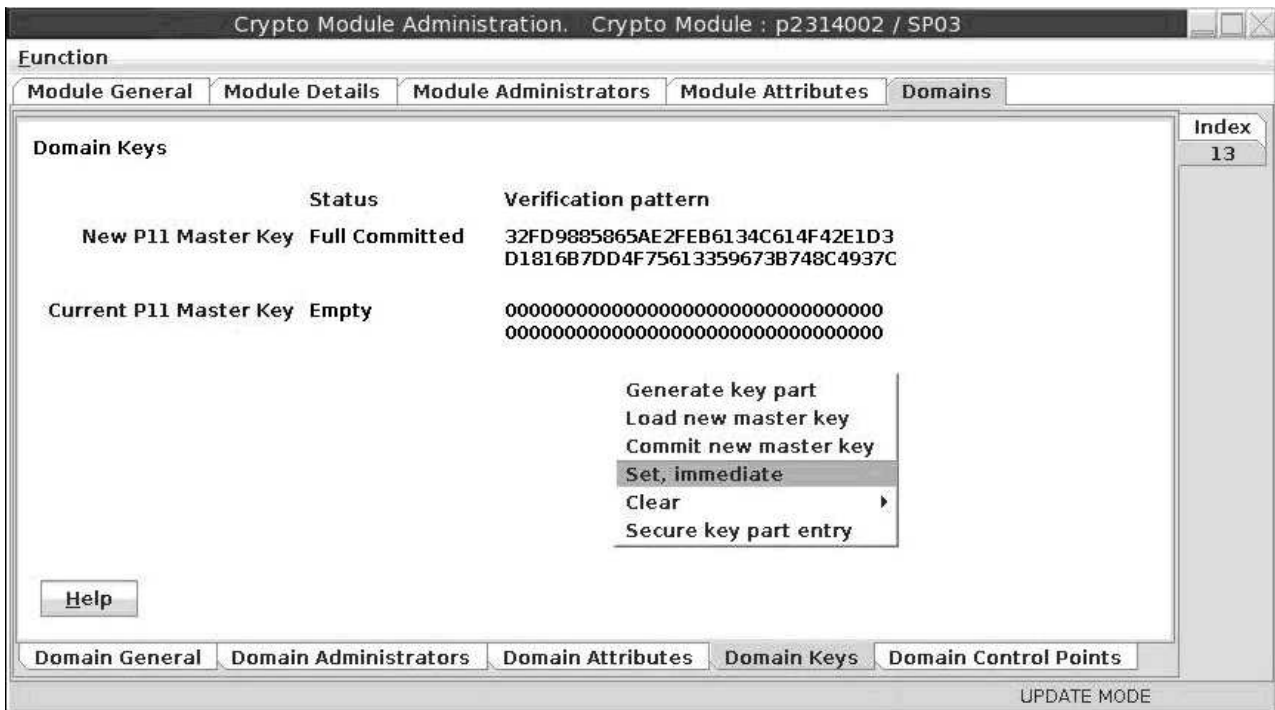 Crypto Module Administration. Crypto Module : p2314002 / SP03
Function
Module General Module Details Module Administrators Module Attributes Domains
Index
13
Domain Keys
Status Verification pattern
New P11 Master Key Full Committed 32FD9885865AE2FEB6134C614F42E1D3
D1816B7DD4F75613359673B748C4937C
Current P11 Master Key Empty 00000000000000000000000000000000
00000000000000000000000000000000
Generate key part
Load new master key
Commit new master key
Set, immediate
Clear
Secure key part entry
Help
Domain General Domain Administrators Domain Attributes Domain Keys Domain Control Points
UPDATE MODE